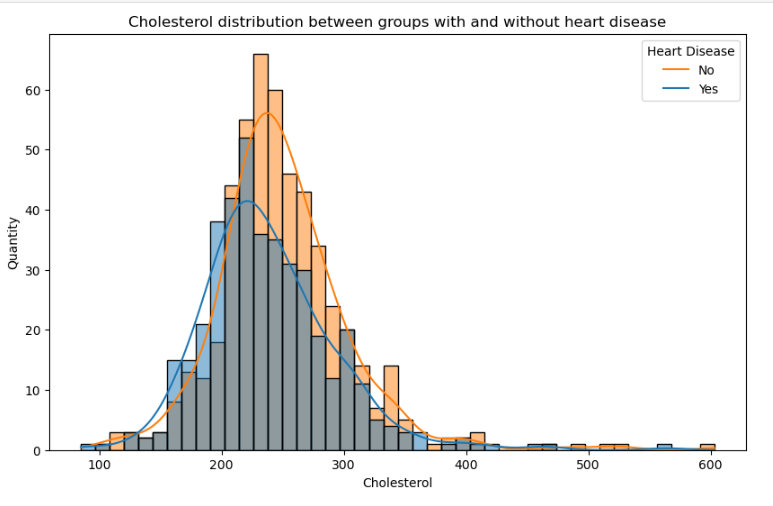 Cholesterol distribution between groups with and without heart disease
Heart Disease
No
Yes
60
50
40
30
20
10
0
Quantity
100 200 300 400 500 600
Cholesterol